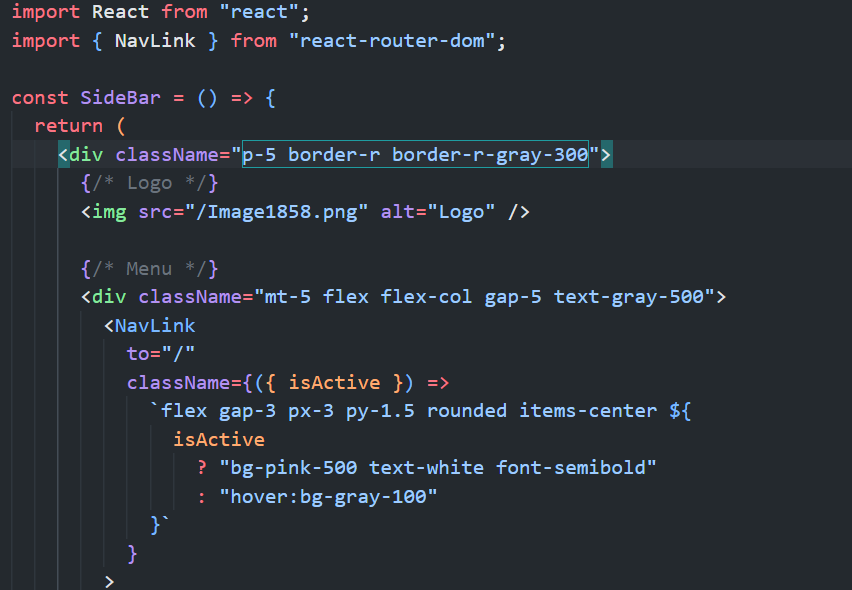 import React from "react";
import { NavLink } from "react-router-dom";
const SideBar = () => {
return (
<div className="p-5 border-r border-r-gray-300">
{/* Logo */}
<img src="/Image1858.png" alt="Logo" />
{/* Menu */}
<div className="mt-5 flex flex-col gap-5 text-gray-500">
<NavLink
to="/"
className={({ isActive }) =>
`flex gap-3 px-3 py-1.5 rounded items-center ${
isActive
? "bg-pink-500 text-white font-semibold"
: "hover:bg-gray-100"
}`
}
>